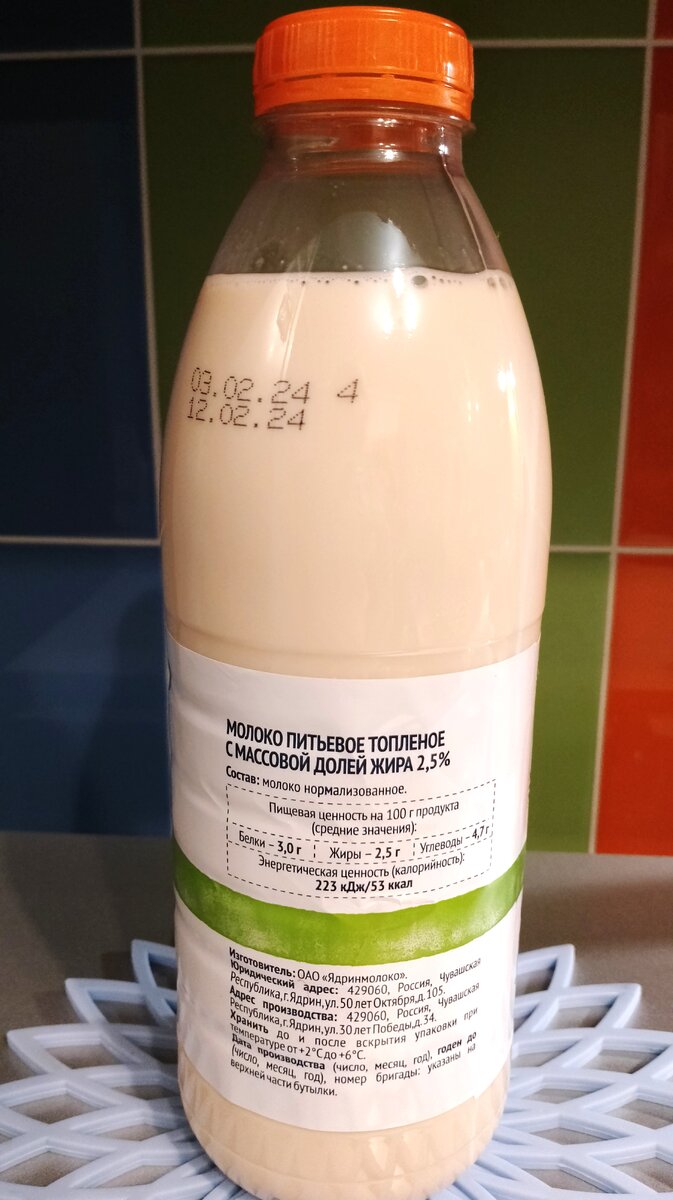 03.02.24 4
12.02.24
МОЛОКО ПИТЬЕВОЕ ТОПЛЕНОЕ
С МАССОВОЙ ДОЛЕЙ ЖИРА 2,5%
Состав: молоко нормализованное.
Пищевая ценность на 100 г продукта
(средние значения):
Белки – 3,0 г Жиры – 2,5 г Углеводы – 4,7 г
Энергетическая ценность (калорийность):
223 кДж/53 ккал
Изготовитель: ОАО «Ядринмолоко».
Юридический адрес: 429060, Россия, Чувашская
Республика, г.Ядрин, ул. 50 лет Октября, д. 105.
Адрес производства: 429060, Россия, Чувашская
Республика, г.Ядрин, ул. 30 лет Победы, д. 34.
Хранить до и после вскрытия упаковки при
температуре от +2°С до +6°С.
Дата производства (число, месяц, год), годен до
(число, месяц, год), номер бригады: указаны на
верхней части бутылки.